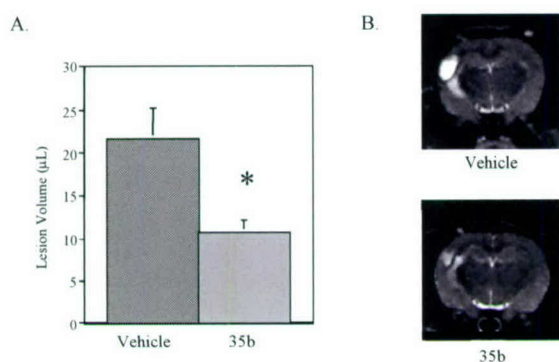 A.
B.
30
25
20
15
10
5
0
Lesion Volume (μL)
*
Vehicle
35b
Vehicle
35b